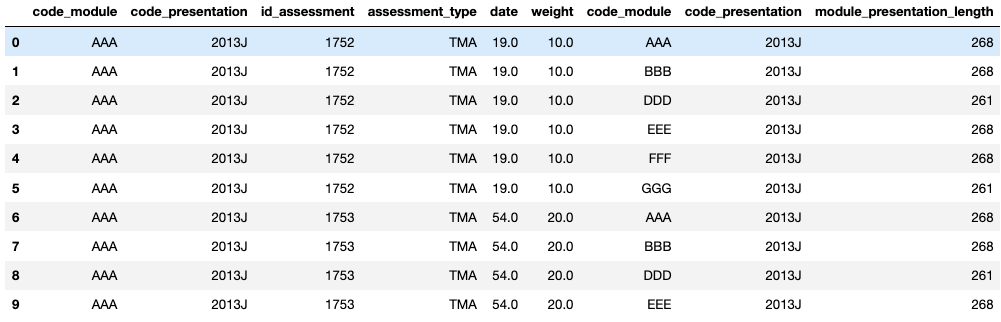 code_module code_presentation id_assessment assessment_type date weight code_module code_presentation module_presentation_length
0 AAA 2013J 1752 TMA 19.0 10.0 AAA 2013J 268
1 AAA 2013J 1752 TMA 19.0 10.0 BBB 2013J 268
2 AAA 2013J 1752 TMA 19.0 10.0 DDD 2013J 261
3 AAA 2013J 1752 TMA 19.0 10.0 EEE 2013J 268
4 AAA 2013J 1752 TMA 19.0 10.0 FFF 2013J 268
5 AAA 2013J 1752 TMA 19.0 10.0 GGG 2013J 261
6 AAA 2013J 1753 TMA 54.0 20.0 AAA 2013J 268
7 AAA 2013J 1753 TMA 54.0 20.0 BBB 2013J 268
8 AAA 2013J 1753 TMA 54.0 20.0 DDD 2013J 261
9 AAA 2013J 1753 TMA 54.0 20.0 EEE 2013J 268